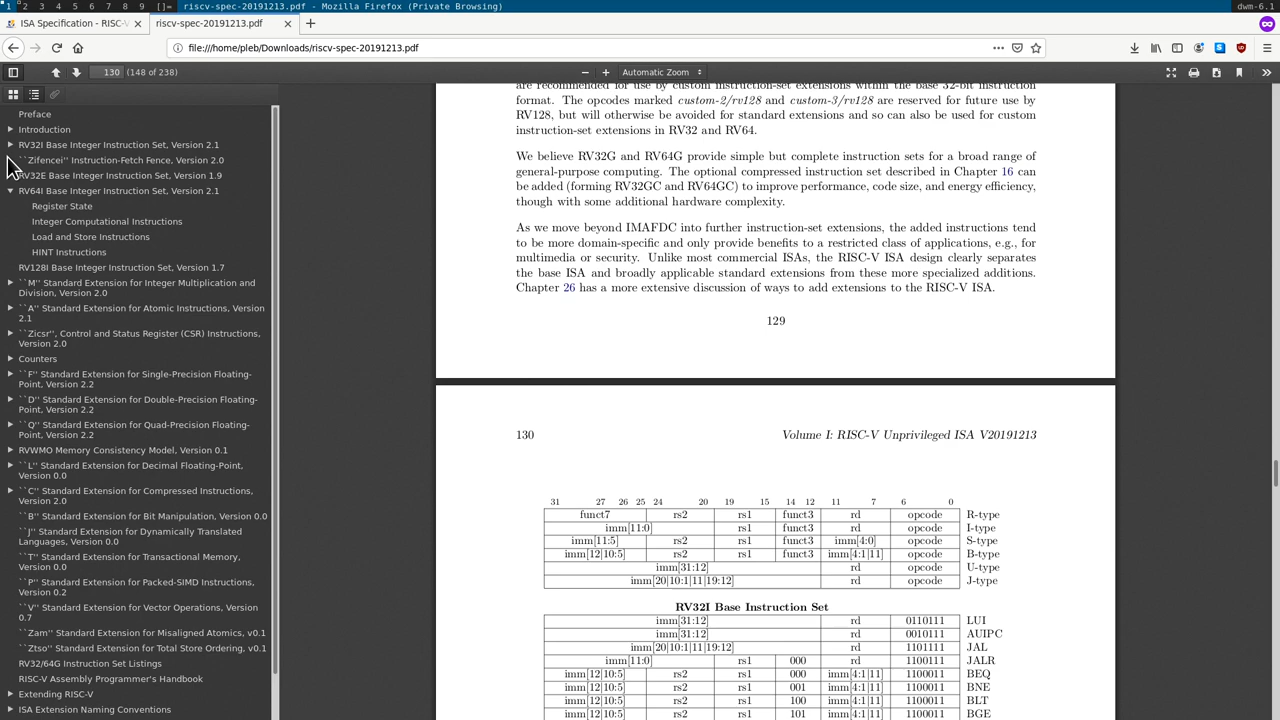 1 2 3 4 5 6 7 8 9 []= riscv-spec-20191213.pdf - Mozilla Firefox (Private Browsing) dwm-6.1
ISA Specification - RISC-V riscv-spec-20191213.pdf
file:///home/pleb/Downloads/riscv-spec-20191213.pdf
130 (148 of 238) Automatic Zoom
Preface
Introduction
RV32I Base Integer Instruction Set, Version 2.1
``Zifencei'' Instruction-Fetch Fence, Version 2.0
RV32E Base Integer Instruction Set, Version 1.9
RV64I Base Integer Instruction Set, Version 2.1
Register State
Integer Computational Instructions
Load and Store Instructions
HINT Instructions
RV128I Base Integer Instruction Set, Version 1.7
``M'' Standard Extension for Integer Multiplication and
Division, Version 2.0
``A'' Standard Extension for Atomic Instructions, Version
2.1
``Zicsr'', Control and Status Register (CSR) Instructions,
Version 2.0
Counters
``F'' Standard Extension for Single-Precision Floating-
Point, Version 2.2
``D'' Standard Extension for Double-Precision Floating-
Point, Version 2.2
``Q'' Standard Extension for Quad-Precision Floating-
Point, Version 2.2
RVWMO Memory Consistency Model, Version 0.1
``L'' Standard Extension for Decimal Floating-Point,
Version 0.0
``C'' Standard Extension for Compressed Instructions,
Version 2.0
``B'' Standard Extension for Bit Manipulation, Version 0.0
``J'' Standard Extension for Dynamically Translated
Languages, Version 0.0
``T'' Standard Extension for Transactional Memory,
Version 0.0
``P'' Standard Extension for Packed-SIMD Instructions,
Version 0.2
``V'' Standard Extension for Vector Operations, Version
0.7
``Zam'' Standard Extension for Misaligned Atomics, v0.1
``Ztso'' Standard Extension for Total Store Ordering, v0.1
RV32/64G Instruction Set Listings
RISC-V Assembly Programmer's Handbook
Extending RISC-V
ISA Extension Naming Conventions
are recommended for use by custom instruction-set extensions within the base 32-bit instruction
format. The opcodes marked custom-2/rv128 and custom-3/rv128 are reserved for future use by
RV128, but will otherwise be avoided for standard extensions and so can also be used for custom
instruction-set extensions in RV32 and RV64.
We believe RV32G and RV64G provide simple but complete instruction sets for a broad range of
general-purpose computing. The optional compressed instruction set described in Chapter 16 can
be added (forming RV32GC and RV64GC) to improve performance, code size, and energy efficiency,
though with some additional hardware complexity.
As we move beyond IMAFDC into further instruction-set extensions, the added instructions tend
to be more domain-specific and only provide benefits to a restricted class of applications, e.g., for
multimedia or security. Unlike most commercial ISAs, the RISC-V ISA design clearly separates
the base ISA and broadly applicable standard extensions from these more specialized additions.
Chapter 26 has a more extensive discussion of ways to add extensions to the RISC-V ISA.
129
130 Volume I: RISC-V Unprivileged ISA V20191213
31 27 26 25 24 20 19 15 14 12 11 7 6 0
funct7 rs2 rs1 funct3 rd opcode R-type
imm[11:0] rs1 funct3 rd opcode I-type
imm[11:5] rs2 rs1 funct3 imm[4:0] opcode S-type
imm[12|10:5] rs2 rs1 funct3 imm[4:1|11] opcode B-type
imm[31:12] rd opcode U-type
imm[20|10:1|11|19:12] rd opcode J-type
RV32I Base Instruction Set
imm[31:12] rd 0110111 LUI
imm[31:12] rd 0010111 AUIPC
imm[20|10:1|11|19:12] rd 1101111 JAL
imm[11:0] rs1 000 rd 1100111 JALR
imm[12|10:5] rs2 rs1 000 imm[4:1|11] 1100011 BEQ
imm[12|10:5] rs2 rs1 001 imm[4:1|11] 1100011 BNE
imm[12|10:5] rs2 rs1 100 imm[4:1|11] 1100011 BLT
imm[12|10:5] rs2 rs1 101 imm[4:1|11] 1100011 BGE